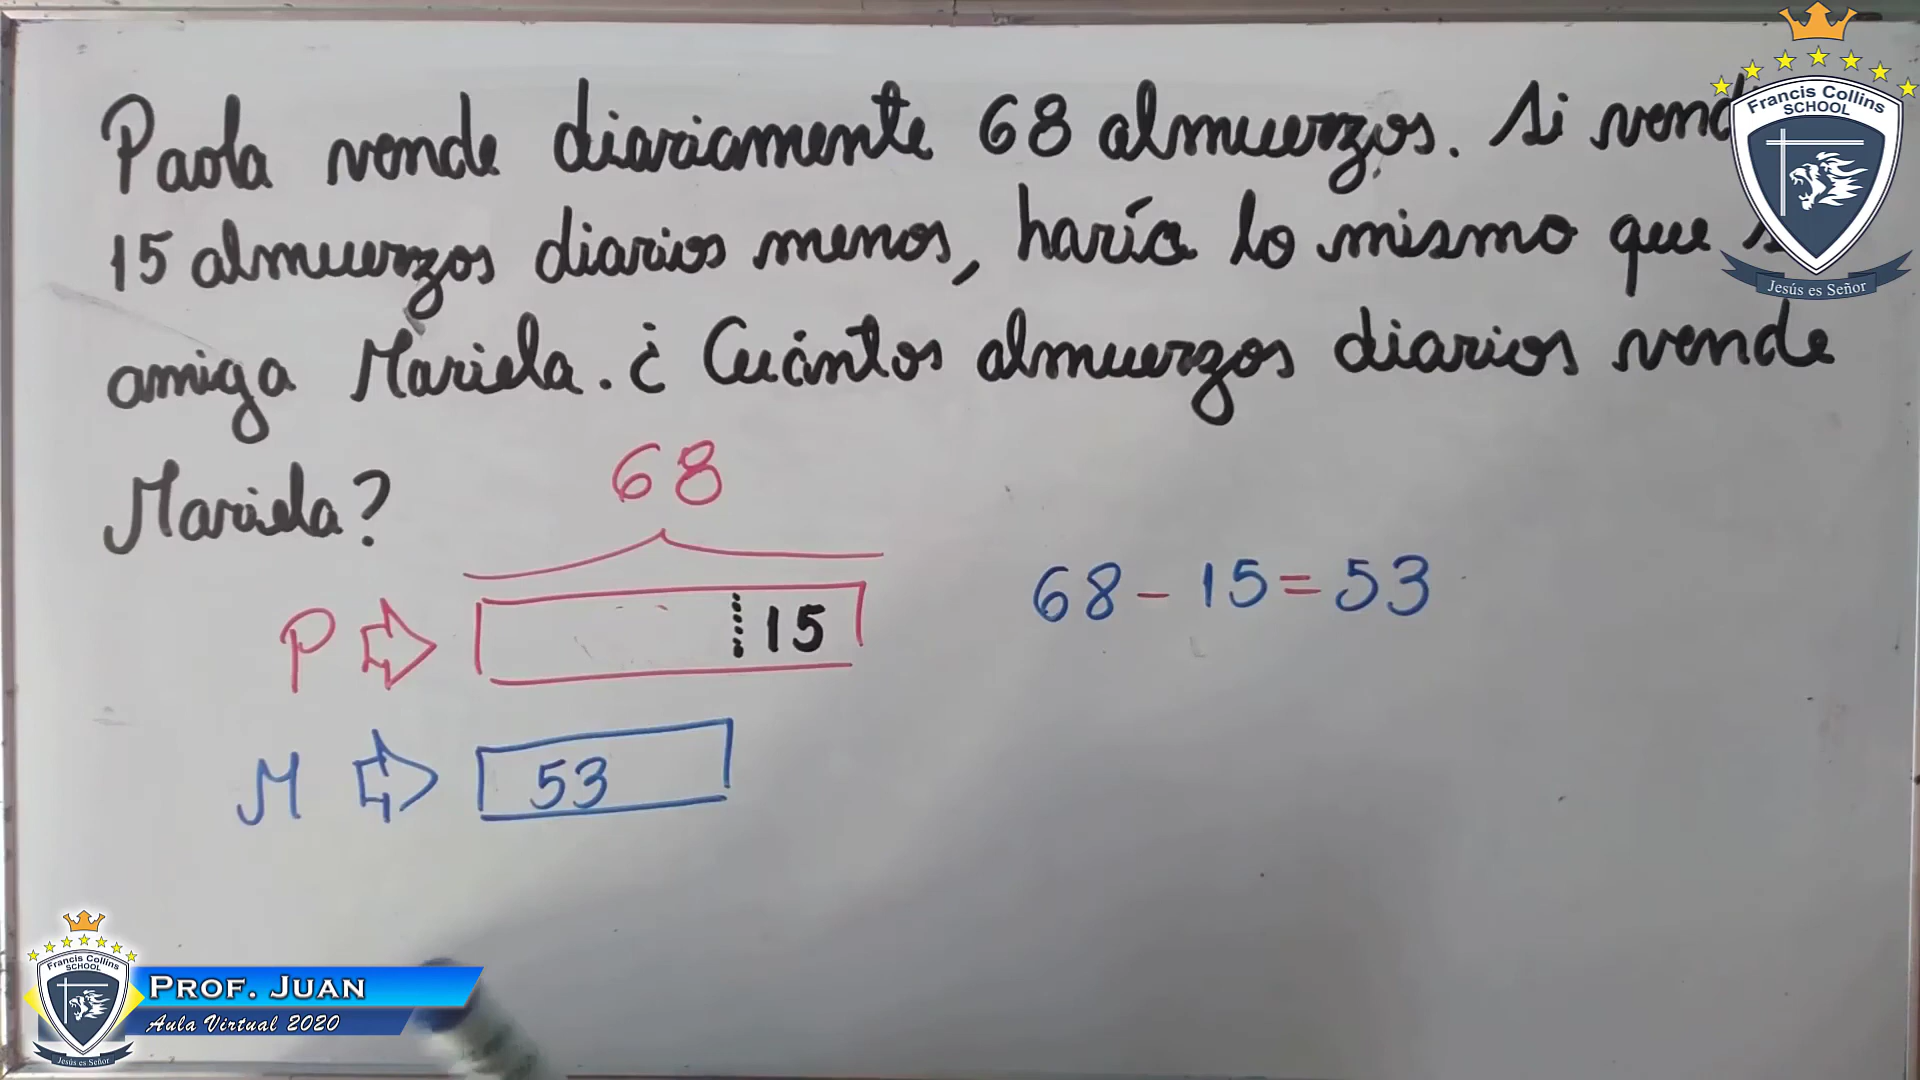 Paola vende diariamente 68 almuerzos. Si
15 almuerzos diarios menos, haría lo mismo que
amiga Mariela. ¿Cuántos almuerzos diarios vende
Mariela?
68
P 15
68 - 15 = 53
M 53
Francis Collins
SCHOOL
Jesús es Señor
Francis Collins
SCHOOL
Jesús es Señor
PROF. JUAN
Aula Virtual 2020